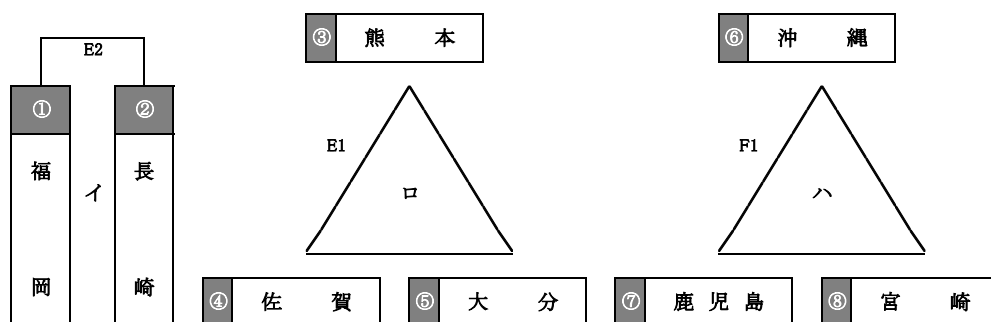 ③ 熊本
⑥ 沖縄
E2
① 福岡
② 長崎
イ
E1
ロ
F1
ハ
④ 佐賀
⑤ 大分
⑦ 鹿児島
⑧ 宮崎